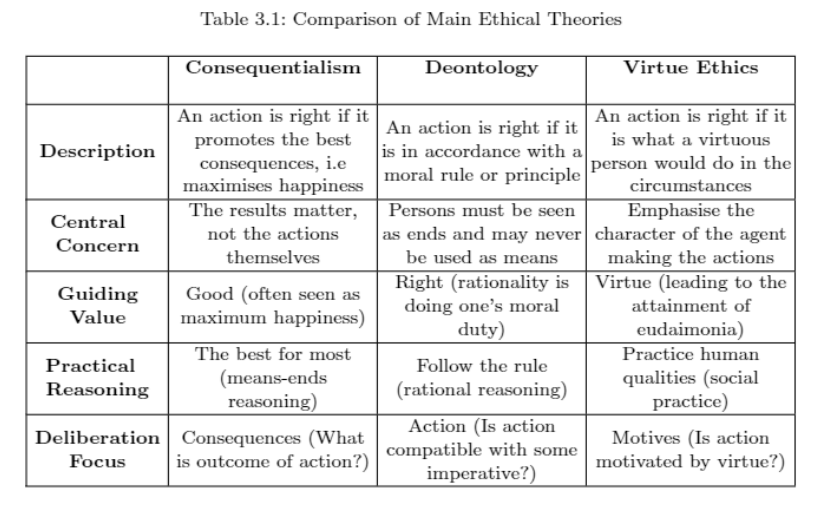 Table 3.1: Comparison of Main Ethical Theories
Consequentialism Deontology Virtue Ethics
Description
An action is right if it
promotes the best
consequences, i.e
maximises happiness
An action is right if it
is in accordance with a
moral rule or principle
An action is right if it
is what a virtuous
person would do in the
circumstances
Central
Concern
The results matter,
not the actions
themselves
Persons must be seen
as ends and may never
be used as means
Emphasise the
character of the agent
making the actions
Guiding
Value
Good (often seen as
maximum happiness)
Right (rationality is
doing one's moral
duty)
Virtue (leading to the
attainment of
eudaimonia)
Practical
Reasoning
The best for most
(means-ends
reasoning)
Follow the rule
(rational reasoning)
Practice human
qualities (social
practice)
Deliberation
Focus
Consequences (What
is outcome of action?)
Action (Is action
compatible with some
imperative?)
Motives (Is action
motivated by virtue?)